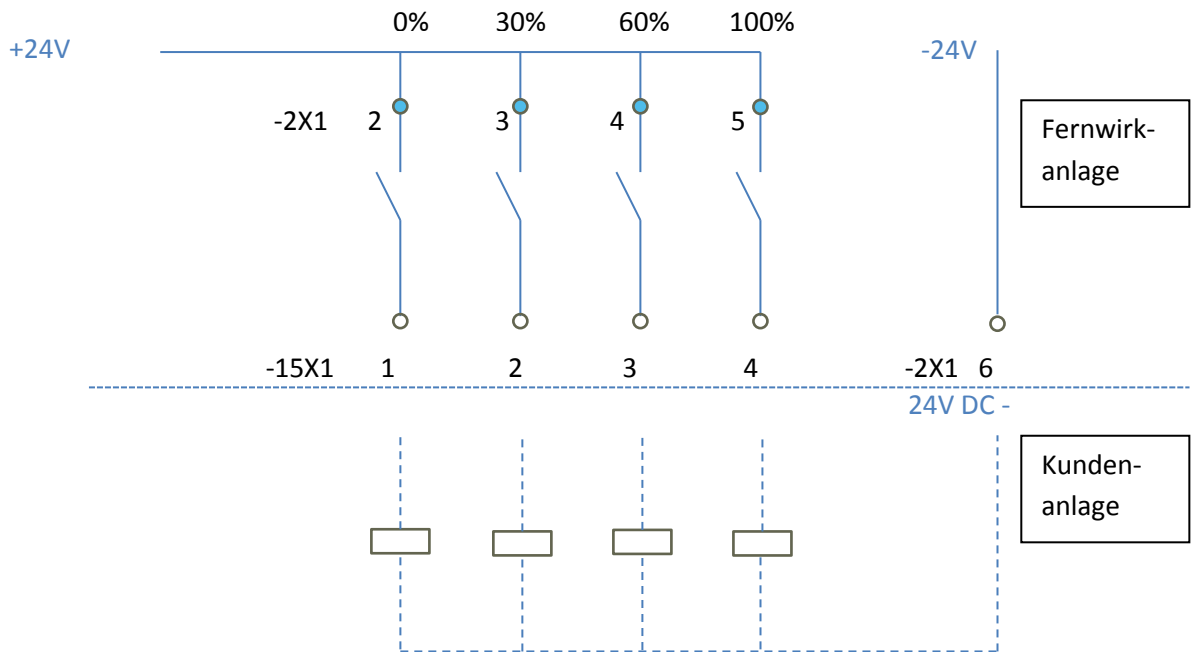 0% 30% 60% 100%
+24V -24V
-2X1 2 3 4 5
Fernwirk-
anlage
-15X1 1 2 3 4 -2X1 6
24V DC -
Kunden-
anlage